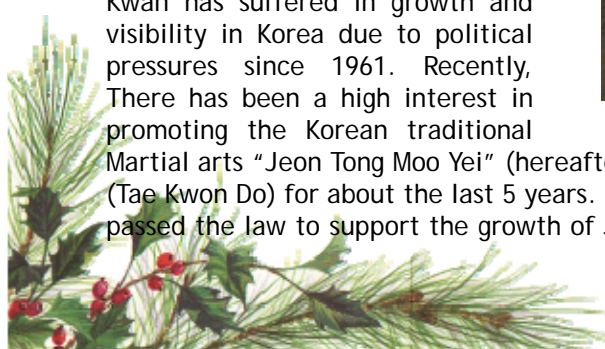 Kwan has suffered in growth and
visibility in Korea due to political
pressures since 1961. Recently,
There has been a high interest in
promoting the Korean traditional
Martial arts “Jeon Tong Moo Yei” (hereafte
(Tae Kwon Do) for about the last 5 years.
passed the law to support the growth of